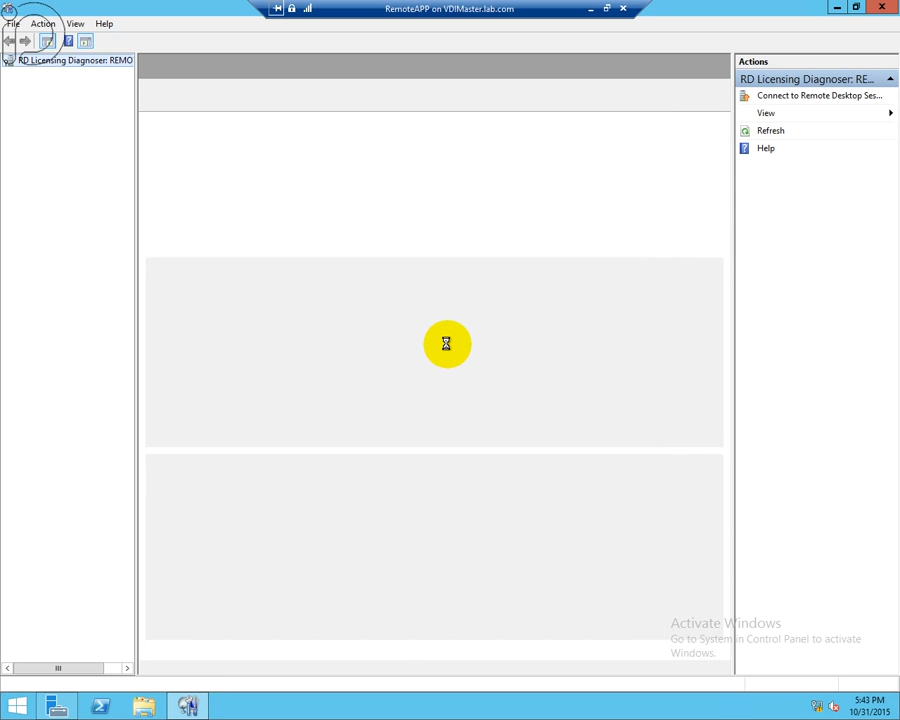 RemoteAPP on VDIMaster.lab.com
File Action View Help
RD Licensing Diagnoser: REMO
Actions
RD Licensing Diagnoser: RE...
Connect to Remote Desktop Ses...
View
Refresh
Help
Activate Windows
Go to System in Control Panel to activate
Windows.
5:43 PM
10/31/2015